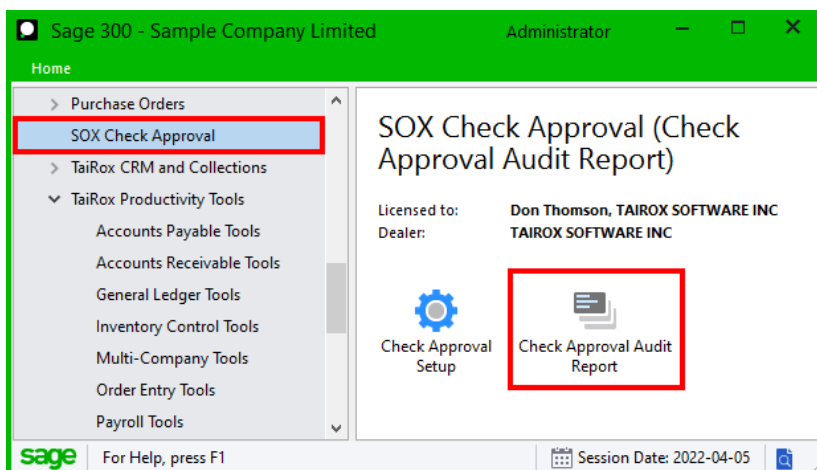 Sage 300 - Sample Company Limited Administrator
Home
Purchase Orders
SOX Check Approval
TaiRox CRM and Collections
TaiRox Productivity Tools
Accounts Payable Tools
Accounts Receivable Tools
General Ledger Tools
Inventory Control Tools
Multi-Company Tools
Order Entry Tools
Payroll Tools
SOX Check Approval (Check
Approval Audit Report)
Licensed to: Don Thomson, TAIROX SOFTWARE INC
Dealer: TAIROX SOFTWARE INC
Check Approval
Setup
Check Approval Audit
Report
sage For Help, press F1 Session Date: 2022-04-05